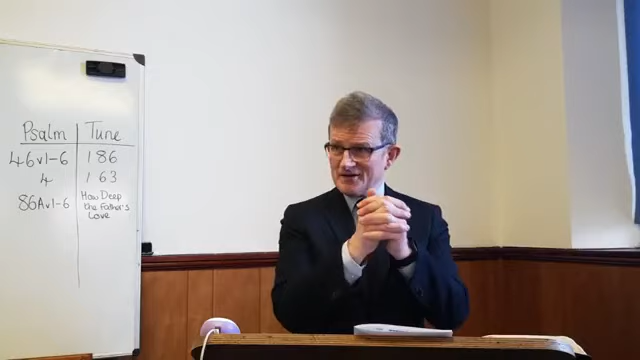 Psalm Tune
46v1-6 186
4 163
86Av1-6 How Deep
the Father's
Love